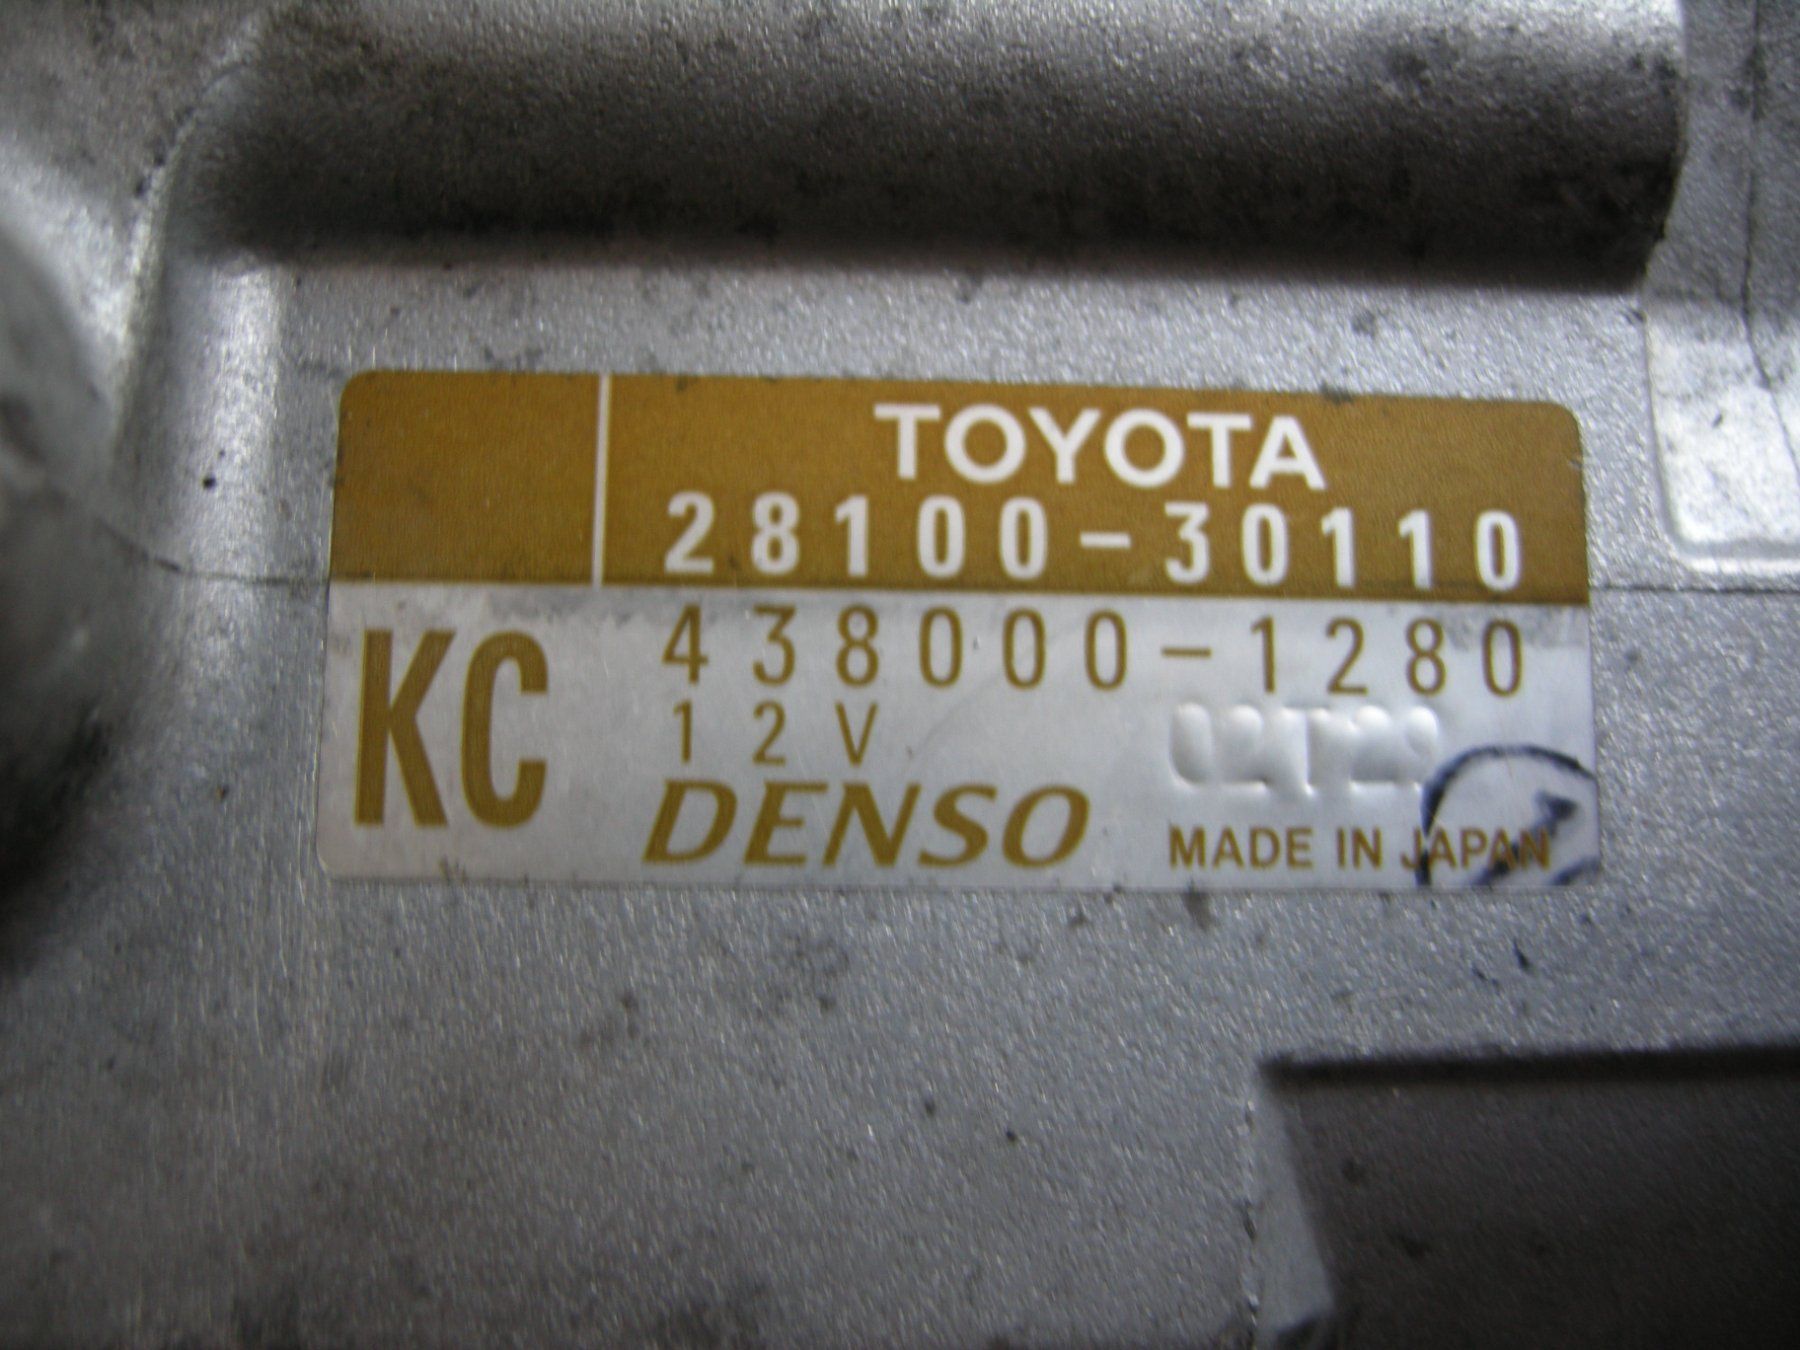 TOYOTA
28100-30110
KC
438000-1280
12V
DENSO
MADE IN JAPAN